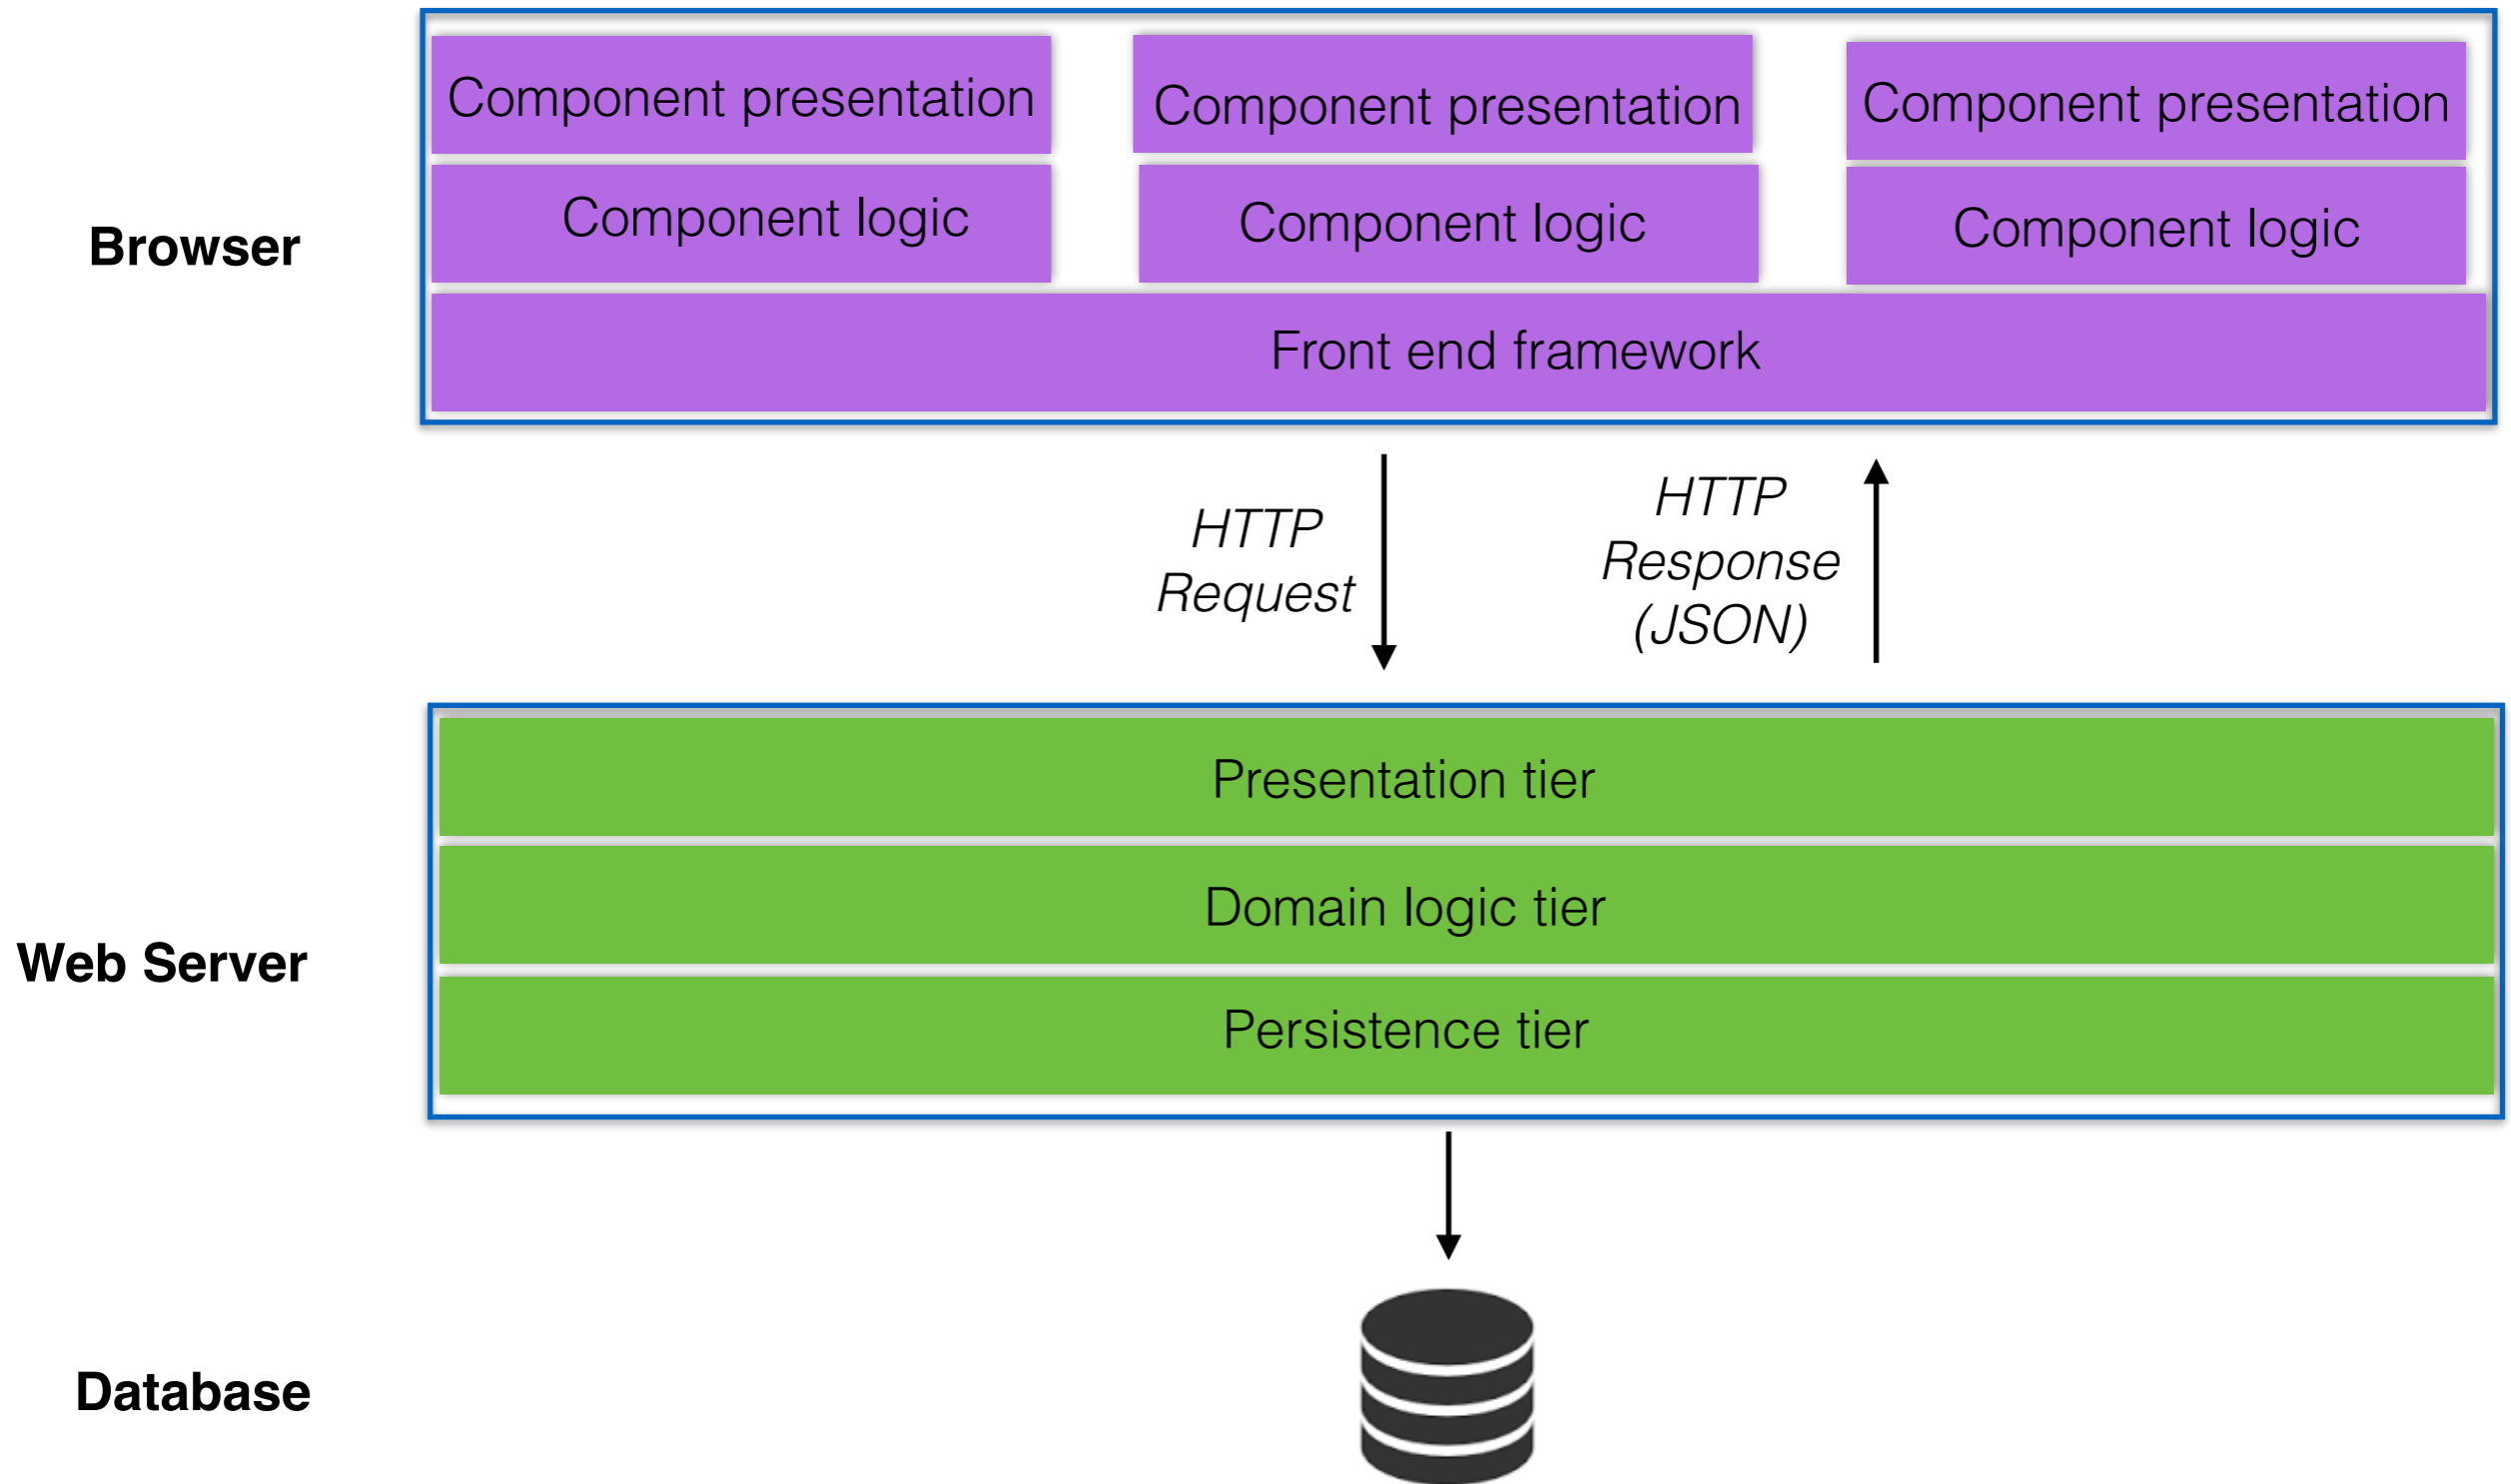 Component presentation
Component presentation
Component presentation
Component logic
Component logic
Component logic
Browser
Front end framework
HTTP
Request
HTTP
Response
(JSON)
Presentation tier
Domain logic tier
Web Server
Persistence tier
Database